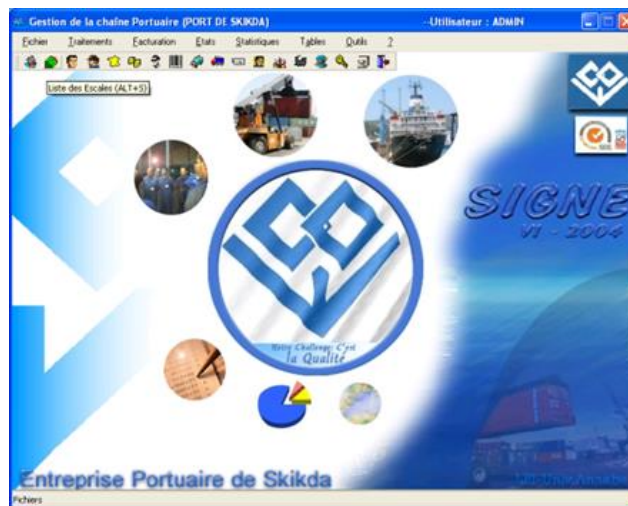 Gestion de la chaîne Portuaire (PORT DE SKIKDA) --Utilisateur : ADMIN
Fichier Traitements Facturation Etats Statistiques Tables Outils ?
Liste des Escales (ALT+S)
SIGNE
V1 - 2004
Notre Challenge: C'est
la Qualité
Entreprise Portuaire de Skikda
Fichiers